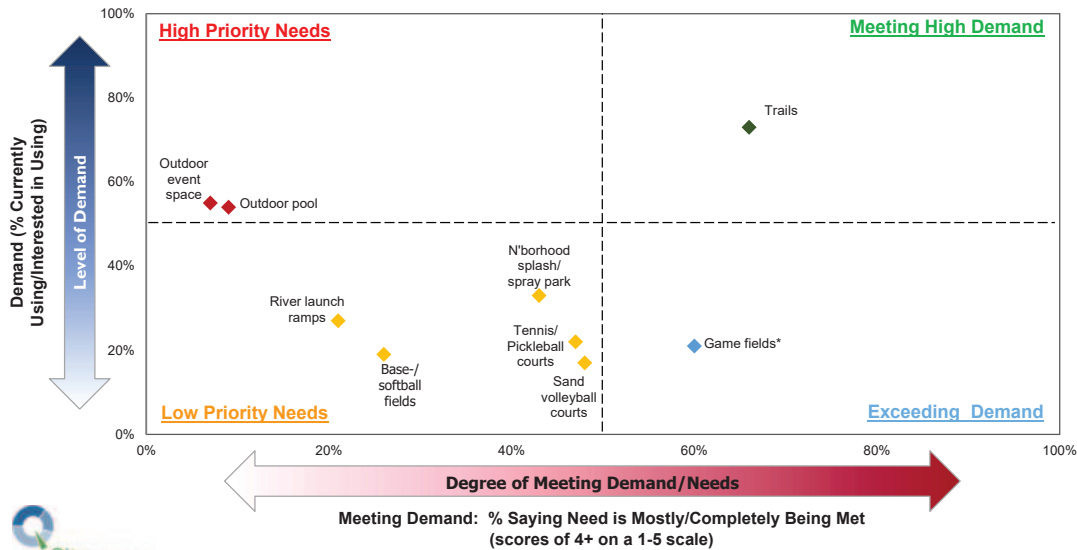 100%
High Priority Needs
Meeting High Demand
80%
Trails
Outdoor
event
space
60%
Outdoor pool
Demand (% Currently
Using/Interested in Using)
Level of Demand
40%
N'borhood
splash/
spray park
River launch
ramps
Tennis/
Pickleball
courts
Game fields*
20%
Base-/
softball
fields
Sand
volleyball
courts
Low Priority Needs
Exceeding Demand
0%
0%
20%
40%
60%
80%
100%
Degree of Meeting Demand/Needs
Meeting Demand: % Saying Need is Mostly/Completely Being Met
(scores of 4+ on a 1-5 scale)